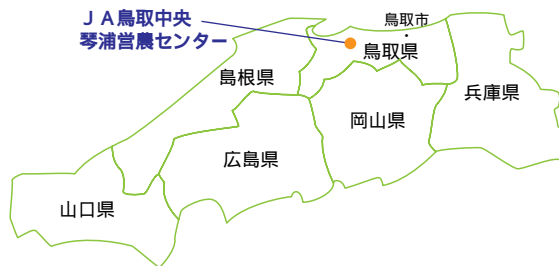 ＪＡ鳥取中央
琴浦営農センター
鳥取市
鳥取県
島根県
兵庫県
岡山県
広島県
山口県